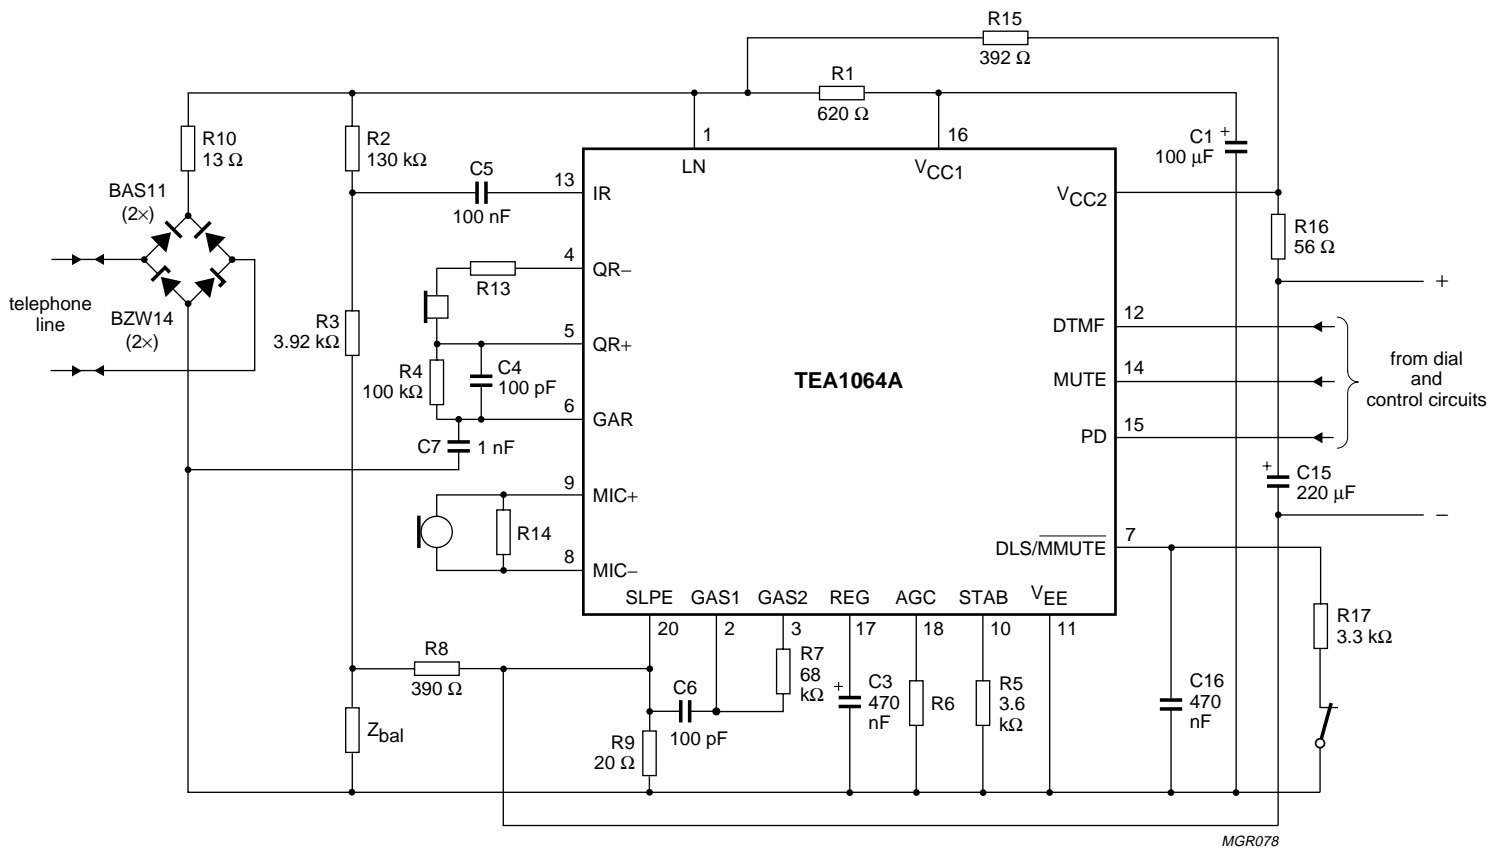 R15
392 Ω
R1
620 Ω
R10
13 Ω
R2
130 kΩ
1
16
C1 +
100 μF
LN
VCC1
C5
100 nF
13
IR
VCC2
BAS11
(2×)
R16
56 Ω
4
QR−
R13
+
telephone
line
BZW14
(2×)
R3
3.92 kΩ
5
QR+
12
DTMF
R4
100 kΩ
C4
100 pF
TEA1064A
14
MUTE
from dial
and
control circuits
6
GAR
15
PD
C7
1 nF
+
C15
220 μF
9
MIC+
R14
−
8
MIC−
7
DLS/MMUTE
SLPE
GAS1
GAS2
REG
AGC
STAB
VEE
20
2
3
17
18
10
11
R17
3.3 kΩ
R8
390 Ω
R7
68
kΩ
C6
100 pF
+
C3
470
nF
R6
R5
3.6
kΩ
C16
470
nF
Zbal
R9
20 Ω
MGR078